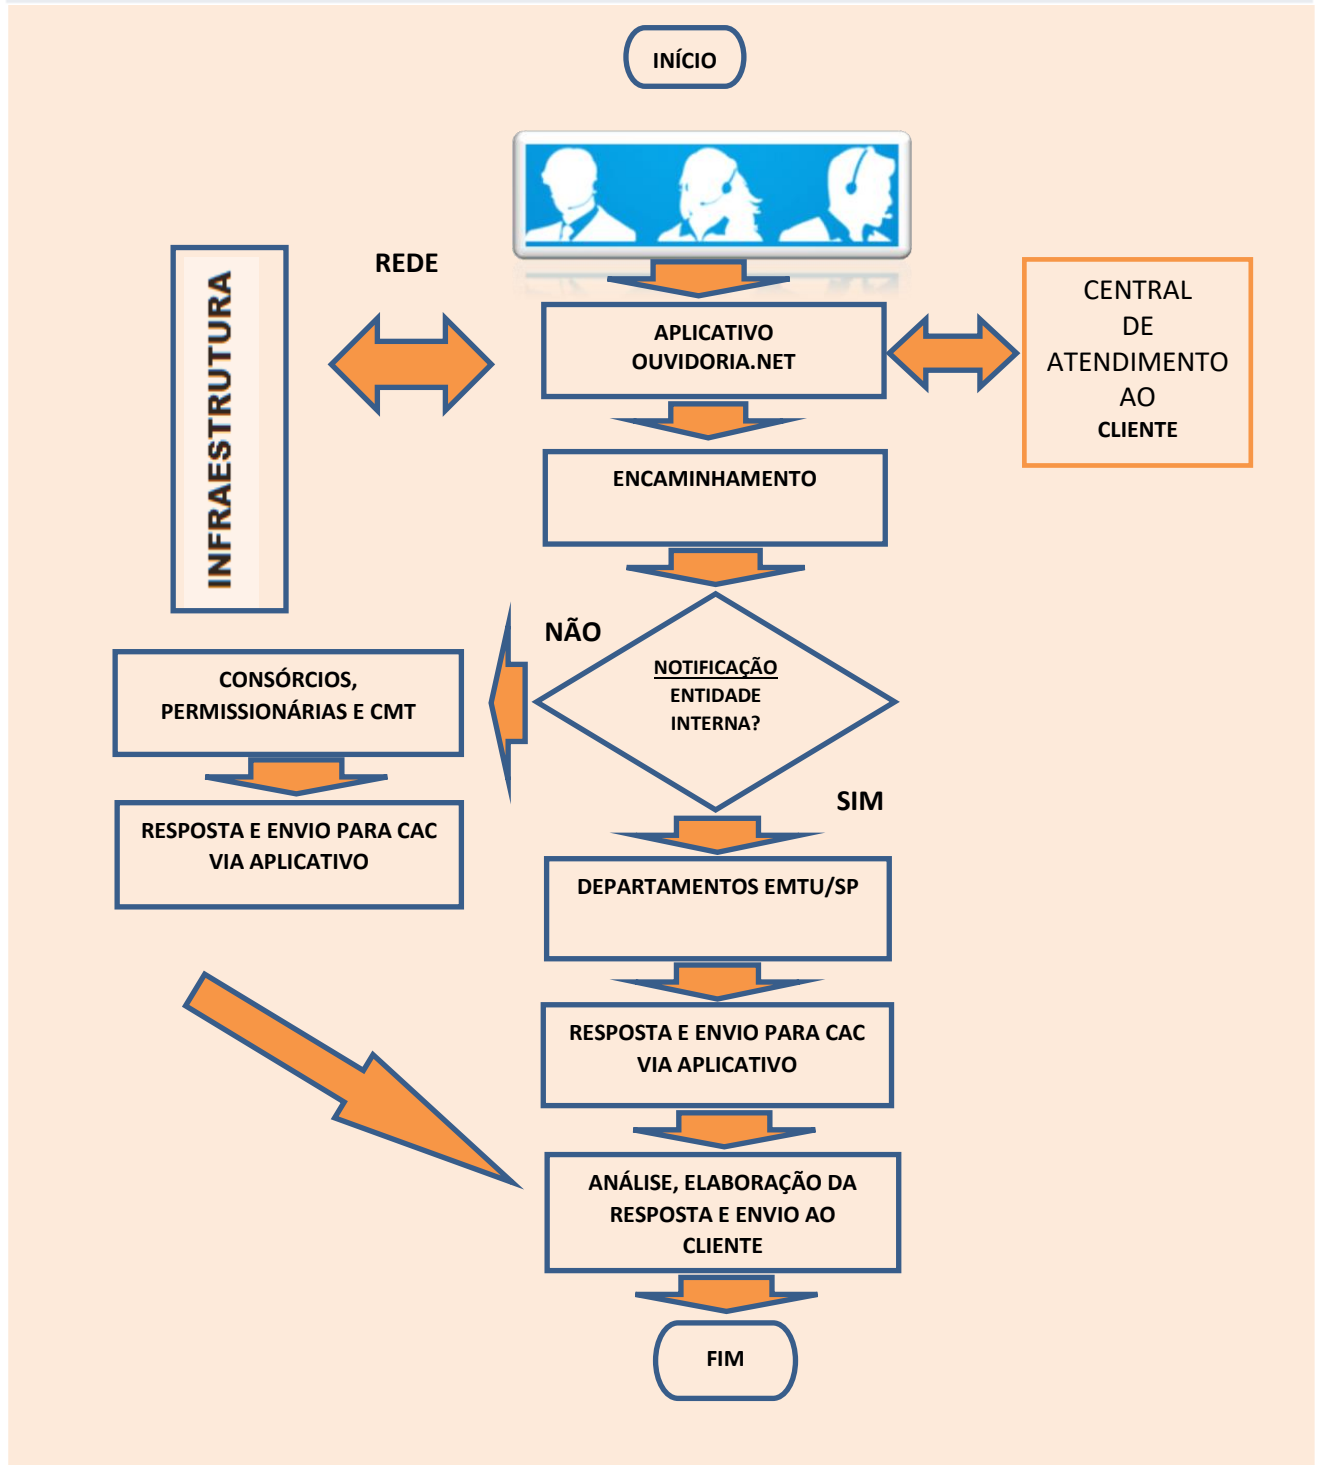 INÍCIO
REDE
INFRAESTRUTURA
APLICATIVO
OUVIDORIA.NET
CENTRAL
DE
ATENDIMENTO
AO
CLIENTE
ENCAMINHAMENTO
NÃO
NOTIFICAÇÃO
ENTIDADE
INTERNA?
CONSÓRCIOS,
PERMISSIONÁRIAS E CMT
SIM
RESPOSTA E ENVIO PARA CAC
VIA APLICATIVO
DEPARTAMENTOS EMTU/SP
RESPOSTA E ENVIO PARA CAC
VIA APLICATIVO
ANÁLISE, ELABORAÇÃO DA
RESPOSTA E ENVIO AO
CLIENTE
FIM